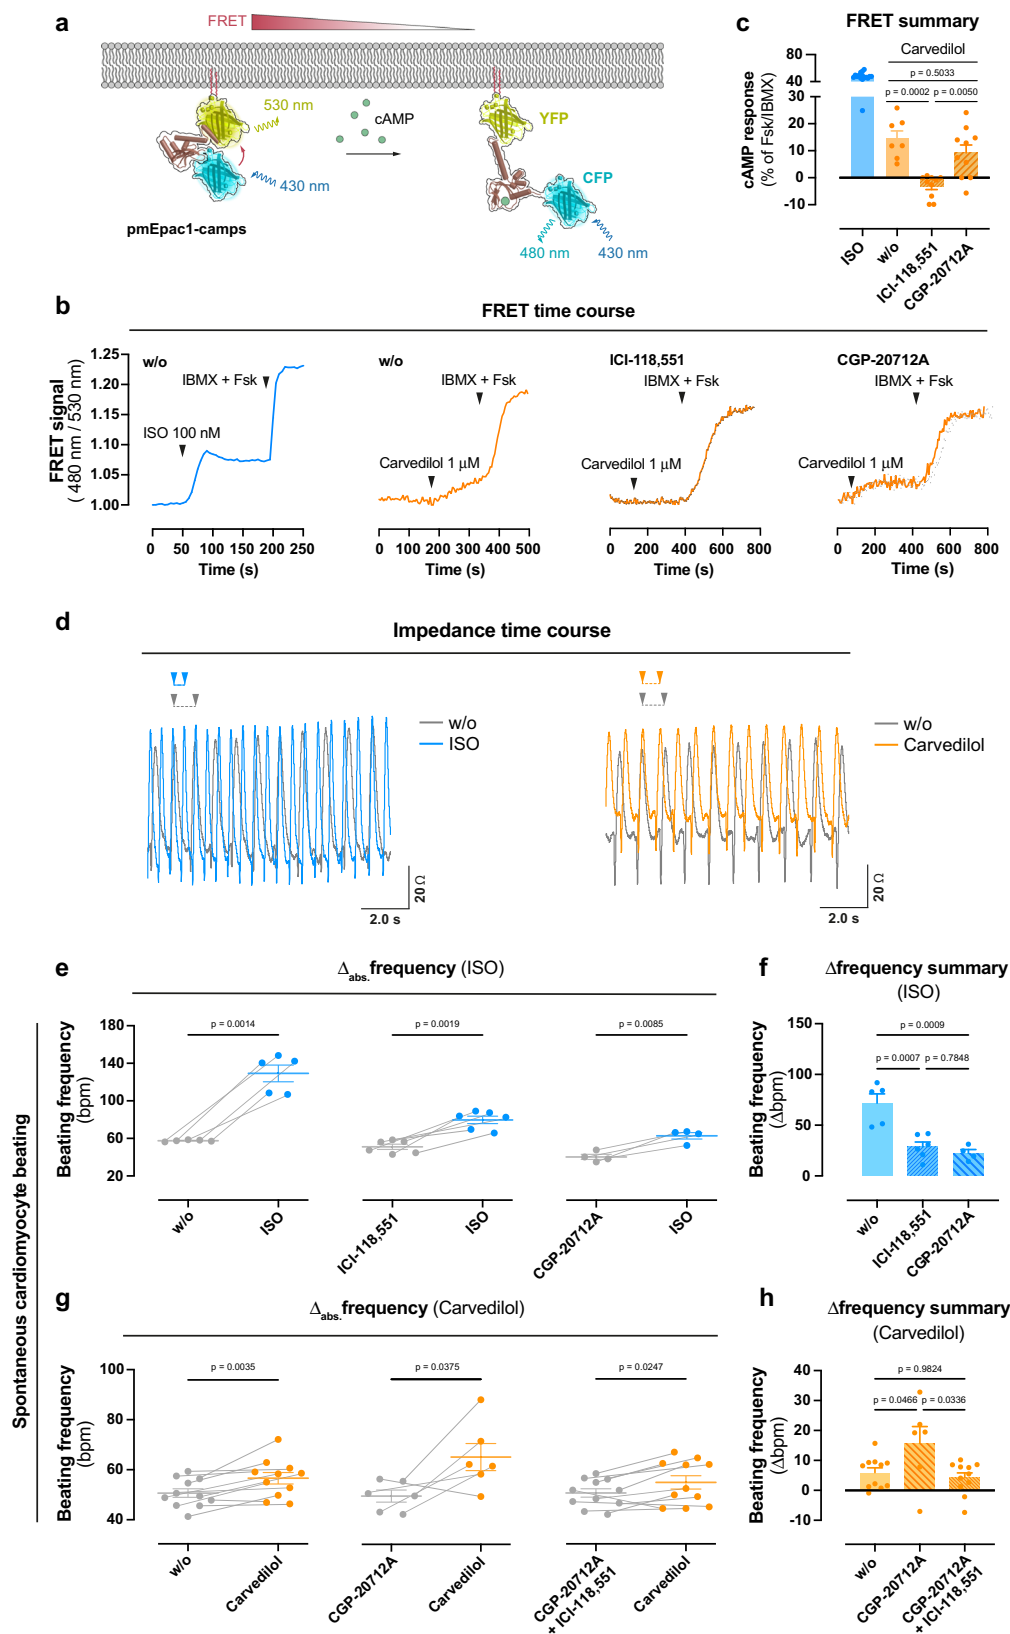 a
FRET
530 nm
cAMP
YFP
430 nm
CFP
pmEpac1-camps
480 nm
430 nm
c
FRET summary
Carvedilol
p = 0.5033
p = 0.0002
p = 0.0050
cAMP response
(% of Fsk/IBMX)
80
40
30
20
10
0
-10
ISO
w/o
ICI-118,551
CGP-20712A
b
FRET time course
FRET signal
( 480 nm / 530 nm)
1.25
1.20
1.15
1.10
1.05
1.00
w/o
IBMX + Fsk
ISO 100 nM
0 50 100 150 200 250
Time (s)
w/o
IBMX + Fsk
Carvedilol 1 μM
0 100 200 300 400 500
Time (s)
ICI-118,551
IBMX + Fsk
Carvedilol 1 μM
0 200 400 600 800
Time (s)
CGP-20712A
IBMX + Fsk
Carvedilol 1 μM
0 200 400 600 800
Time (s)
d
Impedance time course
w/o
ISO
20 Ω
2.0 s
w/o
Carvedilol
20 Ω
2.0 s
Spontaneous cardiomyocyte beating
e
Δabs. frequency (ISO)
Beating frequency
(bpm)
180
140
100
60
20
p = 0.0014
p = 0.0019
p = 0.0085
w/o
ISO
ICI-118,551
ISO
CGP-20712A
ISO
f
Δfrequency summary
(ISO)
Beating frequency
(Δbpm)
150
100
50
0
p = 0.0009
p = 0.0007
p = 0.7848
w/o
ICI-118,551
CGP-20712A
g
Δabs. frequency (Carvedilol)
Beating frequency
(bpm)
100
80
60
40
p = 0.0035
p = 0.0375
p = 0.0247
w/o
Carvedilol
CGP-20712A
Carvedilol
CGP-20712A
+ ICI-118,551
Carvedilol
h
Δfrequency summary
(Carvedilol)
Beating frequency
(Δbpm)
40
30
20
10
0
-10
p = 0.9824
p = 0.0466
p = 0.0336
w/o
CGP-20712A
CGP-20712A
+ ICI-118,551